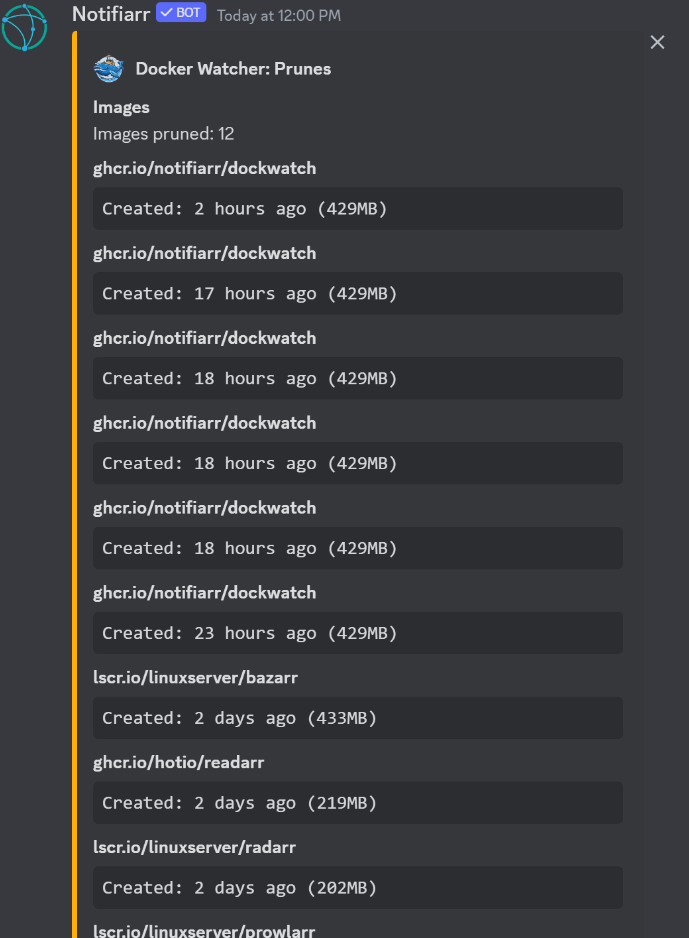 Notifiarr BOT Today at 12:00 PM
Docker Watcher: Prunes
Images
Images pruned: 12
ghcr.io/notifiarr/dockwatch
Created: 2 hours ago (429MB)
ghcr.io/notifiarr/dockwatch
Created: 17 hours ago (429MB)
ghcr.io/notifiarr/dockwatch
Created: 18 hours ago (429MB)
ghcr.io/notifiarr/dockwatch
Created: 18 hours ago (429MB)
ghcr.io/notifiarr/dockwatch
Created: 18 hours ago (429MB)
ghcr.io/notifiarr/dockwatch
Created: 23 hours ago (429MB)
lscr.io/linuxserver/bazarr
Created: 2 days ago (433MB)
ghcr.io/hotio/readarr
Created: 2 days ago (219MB)
lscr.io/linuxserver/radarr
Created: 2 days ago (202MB)
lscr.io/linuxserver/prowlarr